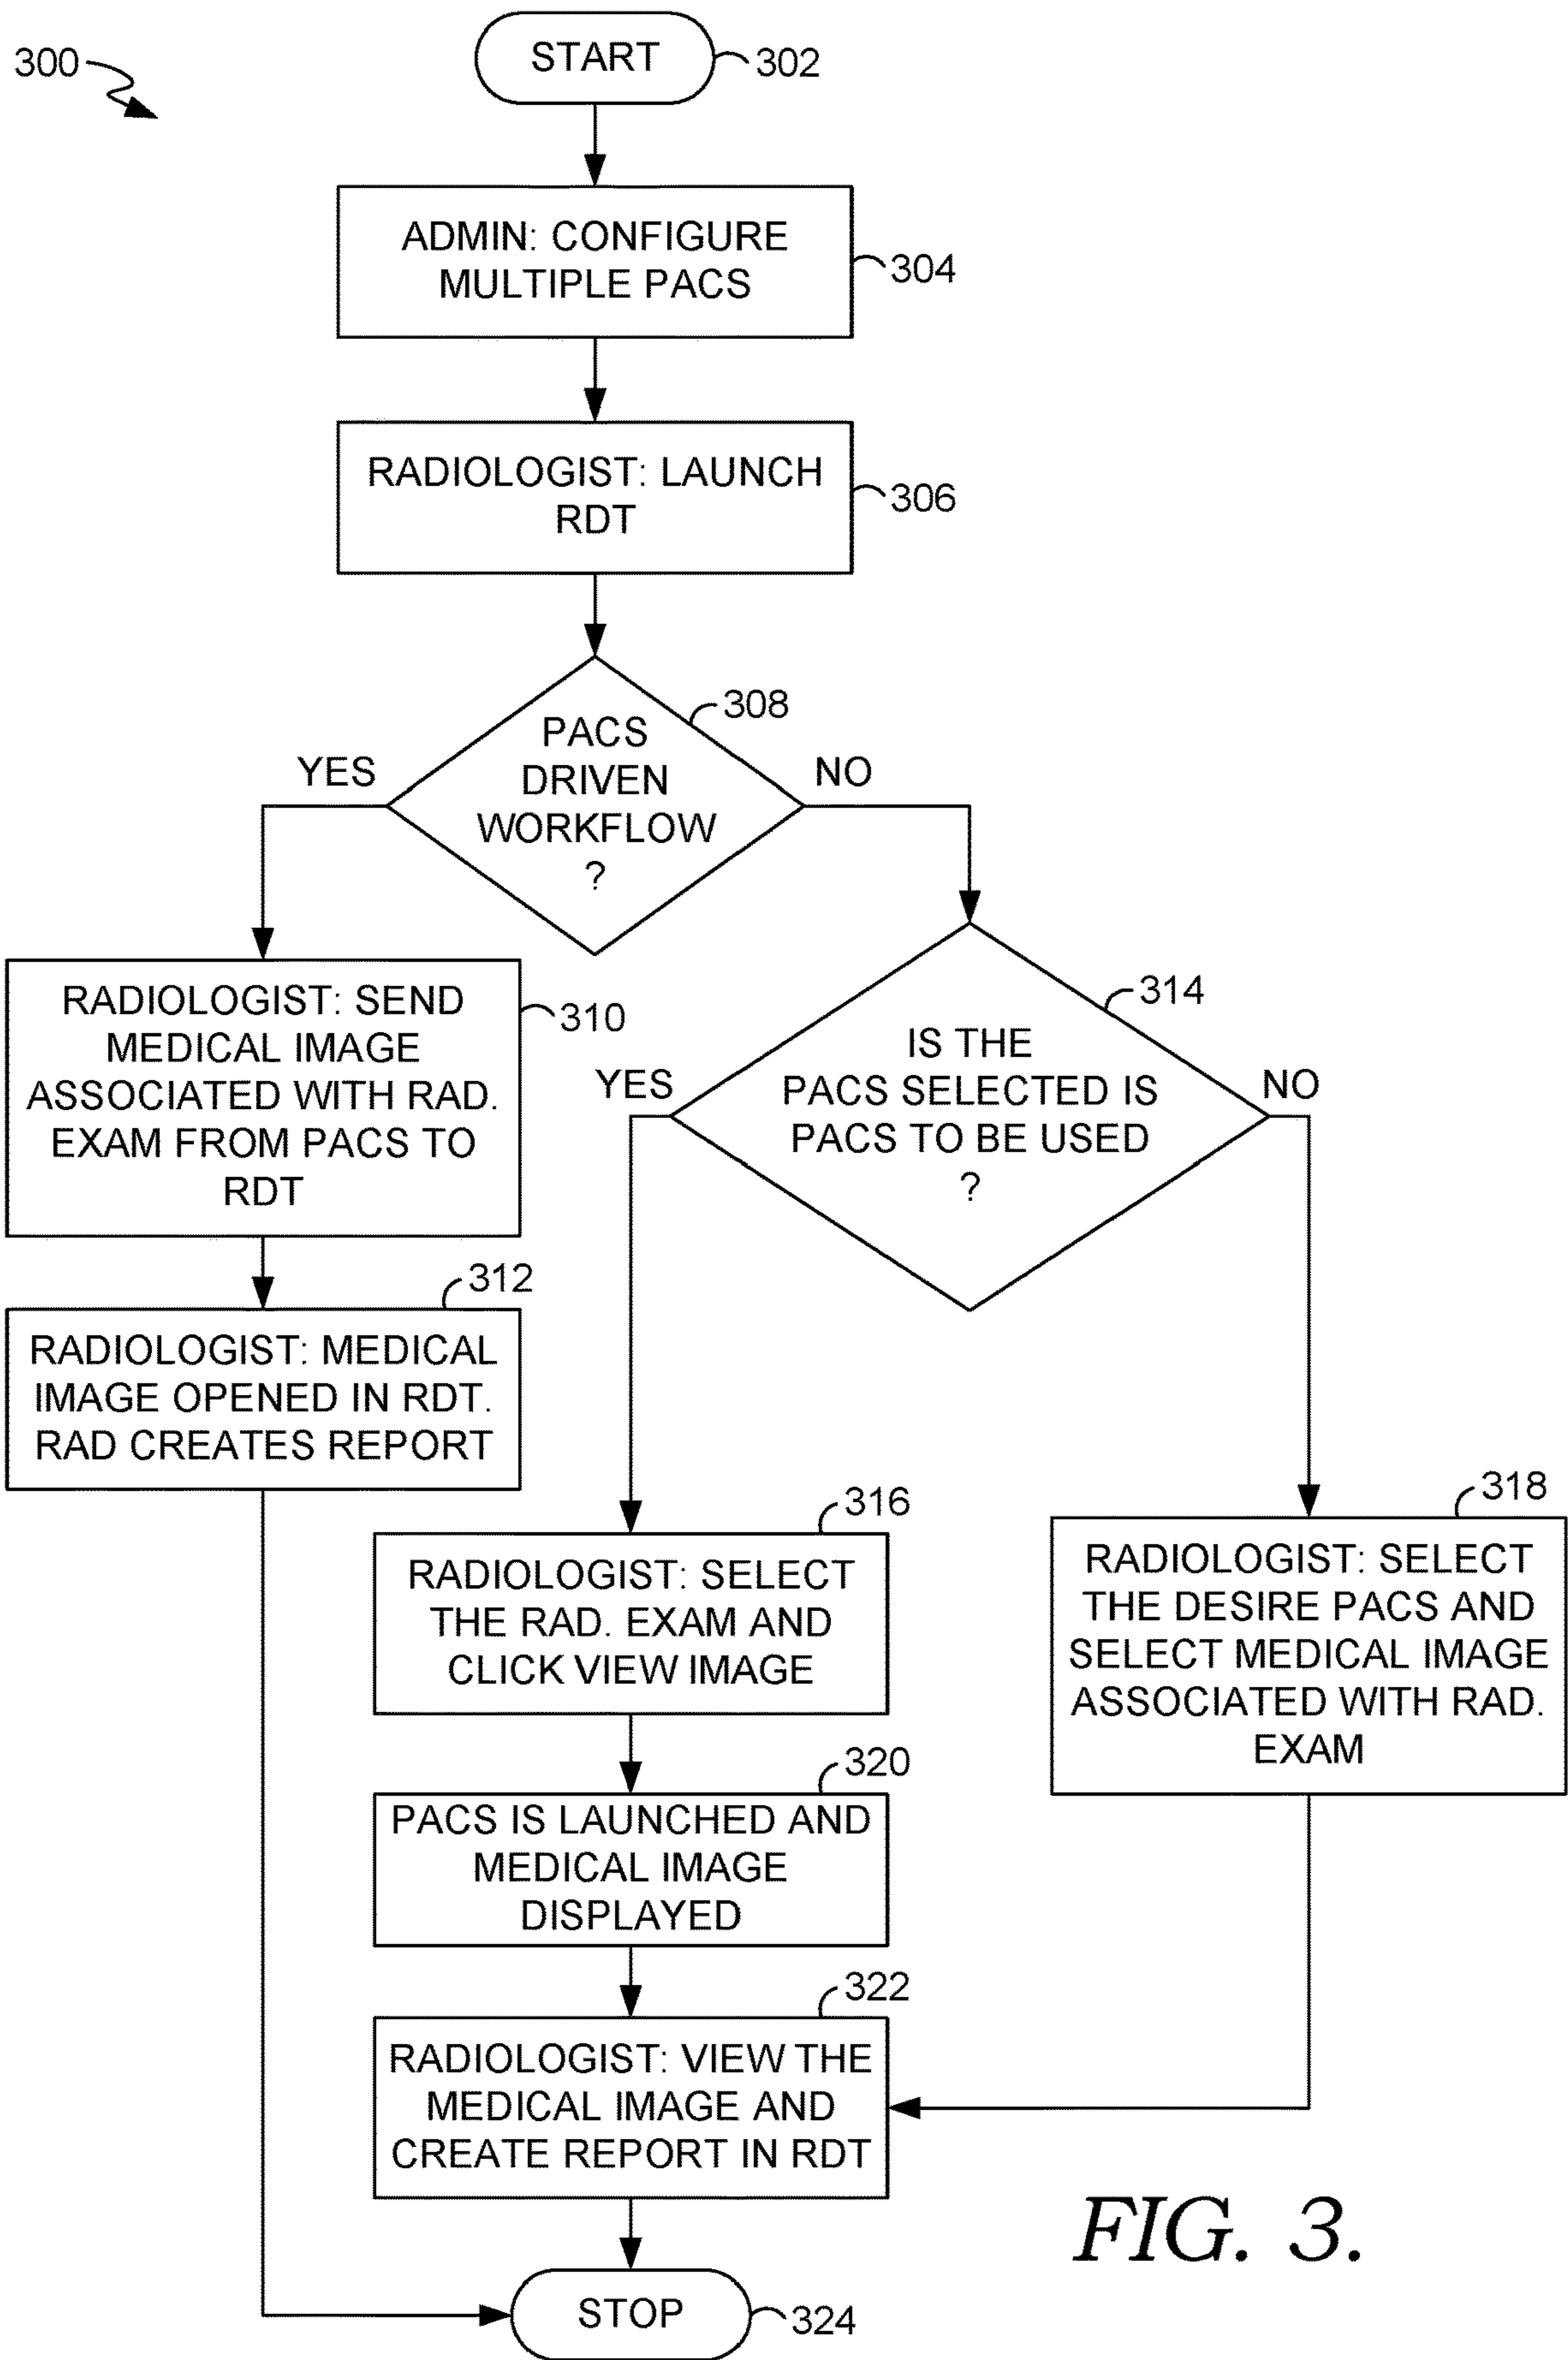 300
START
302
ADMIN: CONFIGURE
MULTIPLE PACS
304
RADIOLOGIST: LAUNCH
RDT
306
PACS
DRIVEN
WORKFLOW
?
308
YES
NO
RADIOLOGIST: SEND
MEDICAL IMAGE
ASSOCIATED WITH RAD.
EXAM FROM PACS TO
RDT
310
312
RADIOLOGIST: MEDICAL
IMAGE OPENED IN RDT.
RAD CREATES REPORT
314
IS THE
PACS SELECTED IS
PACS TO BE USED
?
YES
NO
316
RADIOLOGIST: SELECT
THE RAD. EXAM AND
CLICK VIEW IMAGE
318
RADIOLOGIST: SELECT
THE DESIRE PACS AND
SELECT MEDICAL IMAGE
ASSOCIATED WITH RAD.
EXAM
320
PACS IS LAUNCHED AND
MEDICAL IMAGE
DISPLAYED
322
RADIOLOGIST: VIEW THE
MEDICAL IMAGE AND
CREATE REPORT IN RDT
STOP
324
FIG. 3.